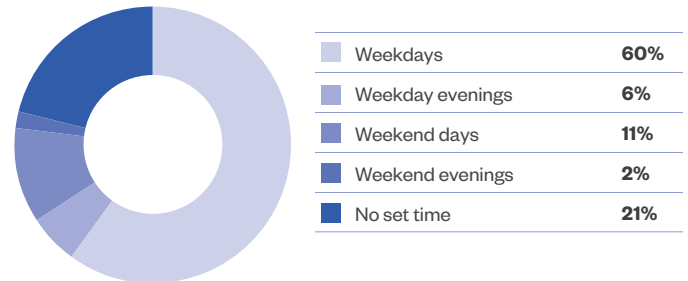 Weekdays 60%
Weekday evenings 6%
Weekend days 11%
Weekend evenings 2%
No set time 21%